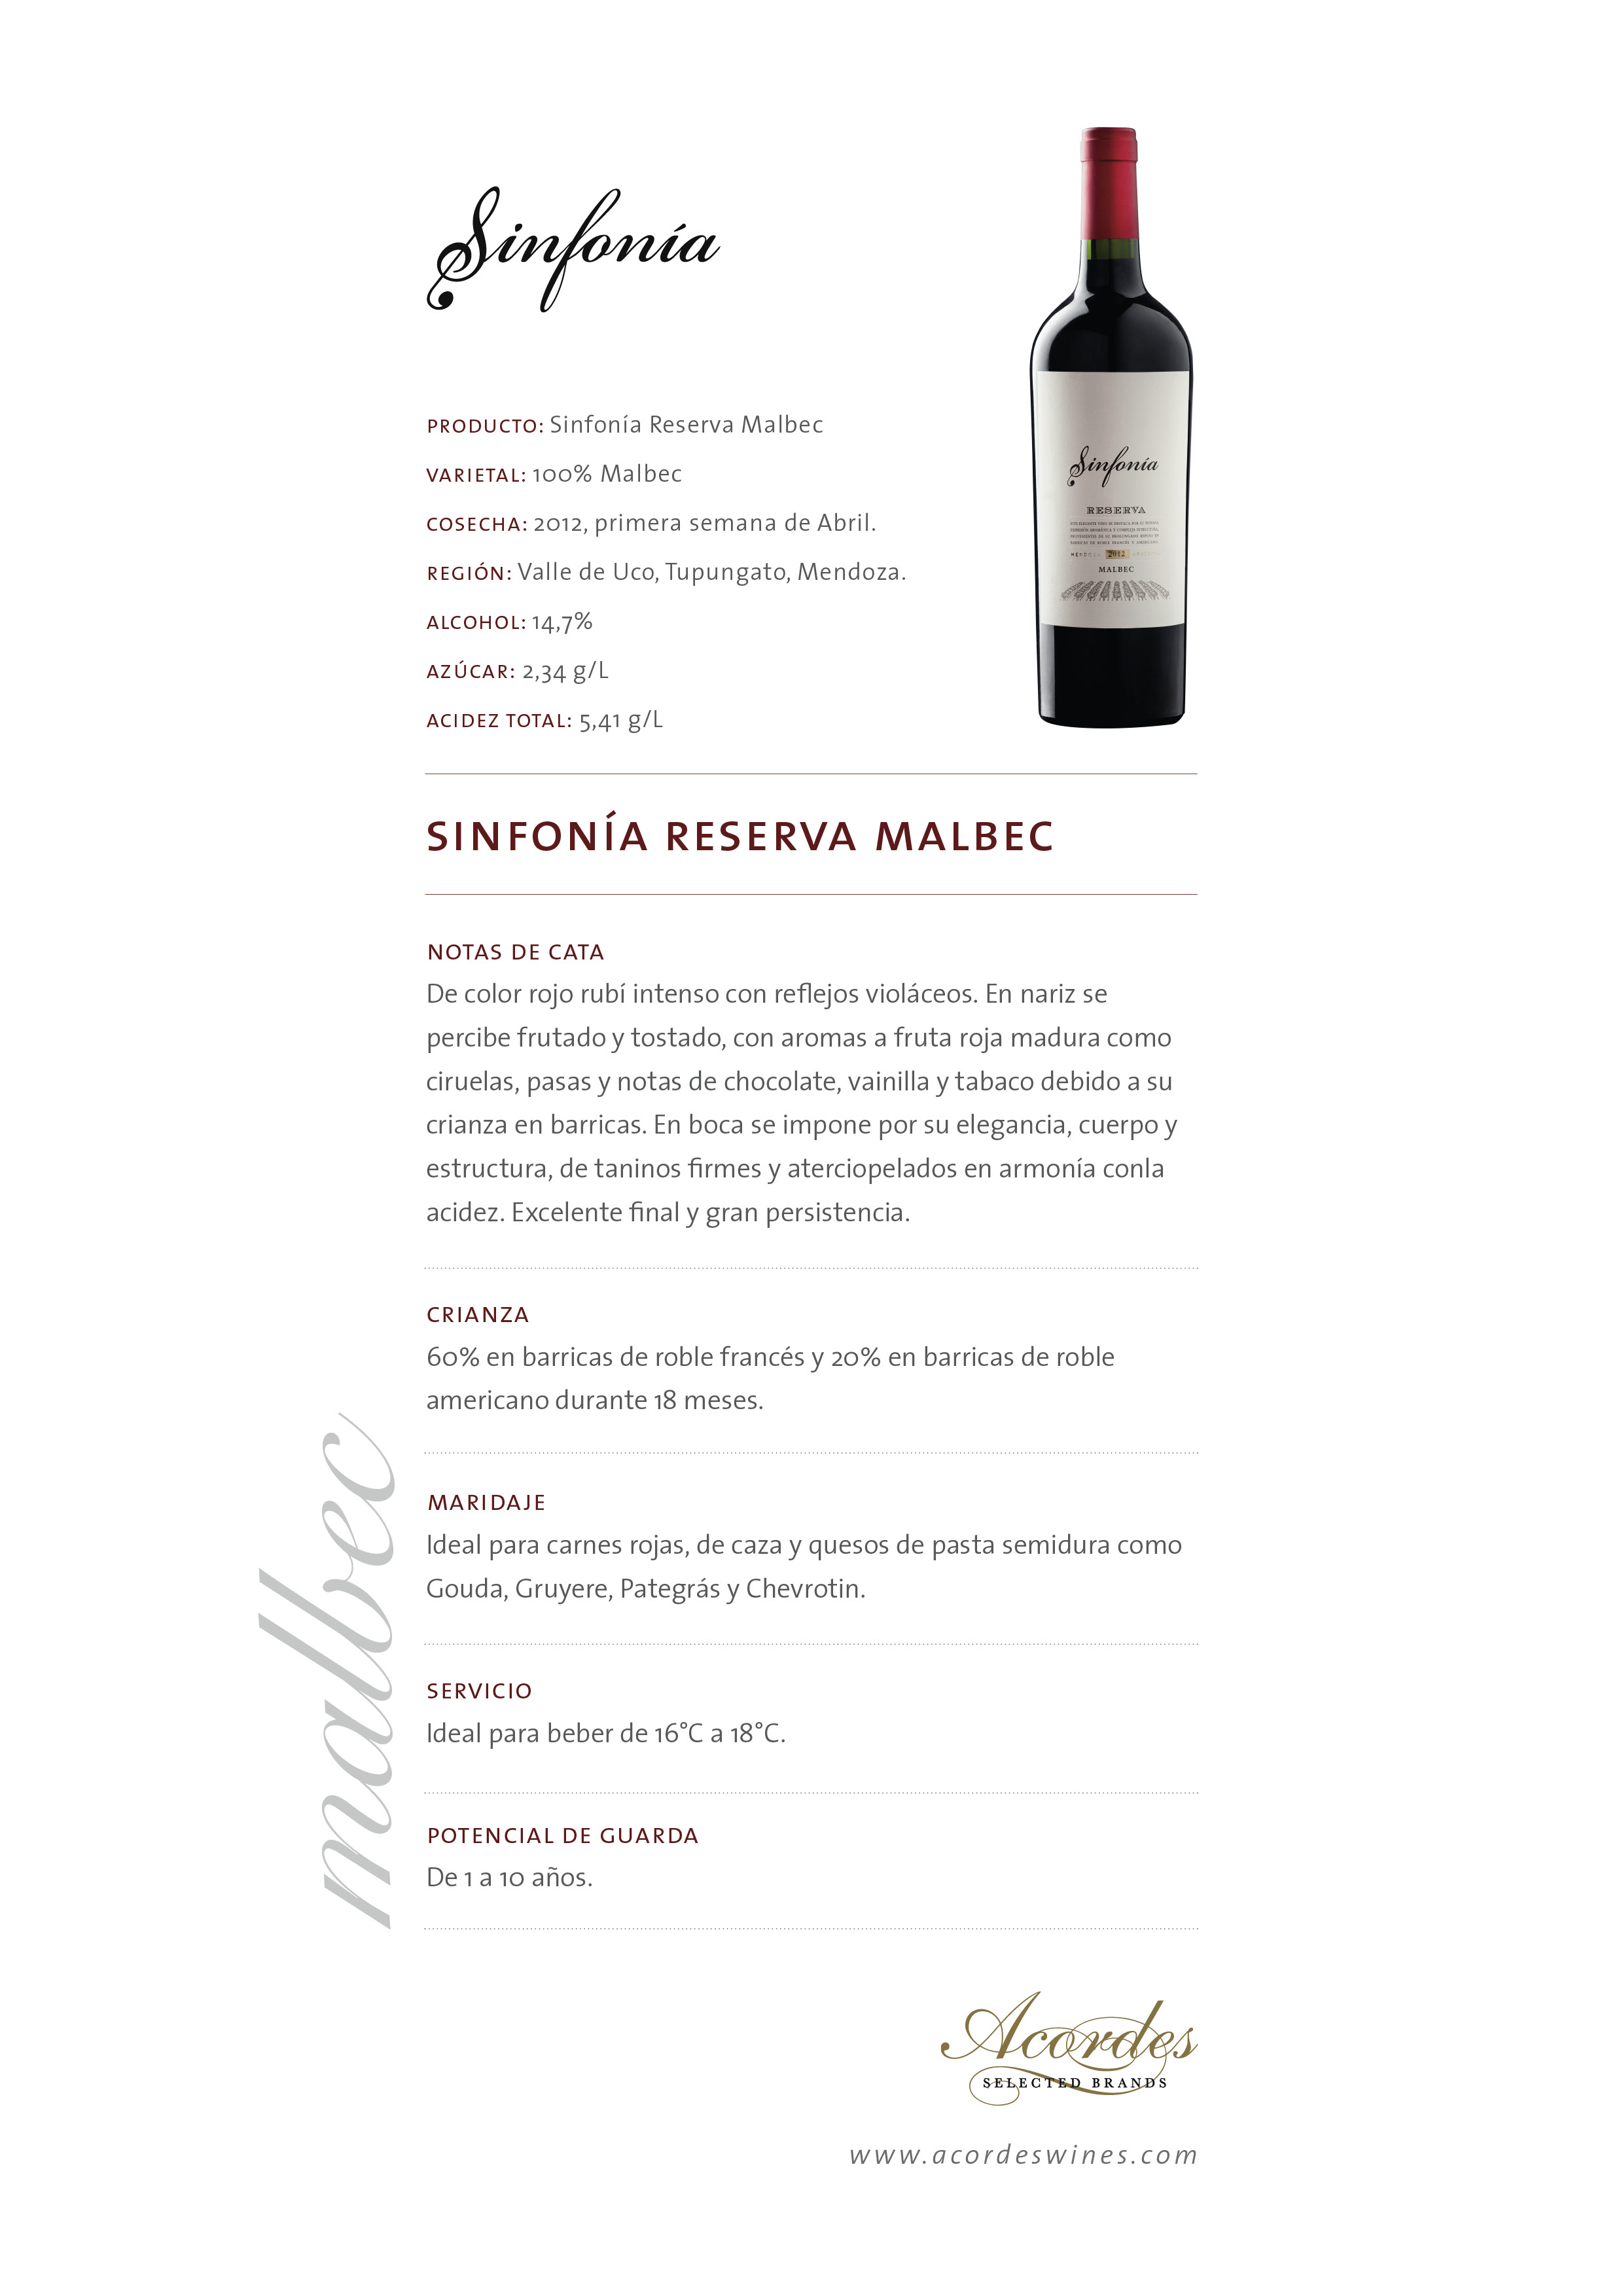 Sinfonía
PRODUCTO: Sinfonía Reserva Malbec
VARIETAL: 100% Malbec
COSECHA: 2012, primera semana de Abril.
REGIÓN: Valle de Uco, Tupungato, Mendoza.
ALCOHOL: 14,7%
AZÚCAR: 2,34 g/L
ACIDEZ TOTAL: 5,41 g/L
Sinfonía
RESERVA
MENDOZA 2012
MALBEC
SINFONÍA RESERVA MALBEC
NOTAS DE CATA
De color rojo rubí intenso con reflejos violáceos. En nariz se
percibe frutado y tostado, con aromas a fruta roja madura como
ciruelas, pasas y notas de chocolate, vainilla y tabaco debido a su
crianza en barricas. En boca se impone por su elegancia, cuerpo y
estructura, de taninos firmes y aterciopelados en armonía conla
acidez. Excelente final y gran persistencia.
CRIANZA
60% en barricas de roble francés y 20% en barricas de roble
americano durante 18 meses.
MARIDAJE
Ideal para carnes rojas, de caza y quesos de pasta semidura como
Gouda, Gruyere, Pategrás y Chevrotin.
SERVICIO
Ideal para beber de 16°C a 18°C.
POTENCIAL DE GUARDA
De 1 a 10 años.
malbec
Acordes
SELECTED BRANDS
www.acordeswines.com